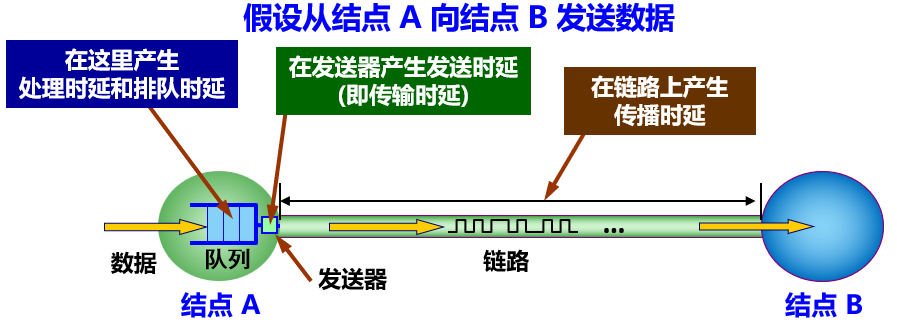 假设从结点 A 向结点 B 发送数据
在这里产生
处理时延和排队时延
在发送器产生发送时延
(即传输时延)
在链路上产生
传播时延
数据
队列
发送器
链路
...
结点 A
结点 B